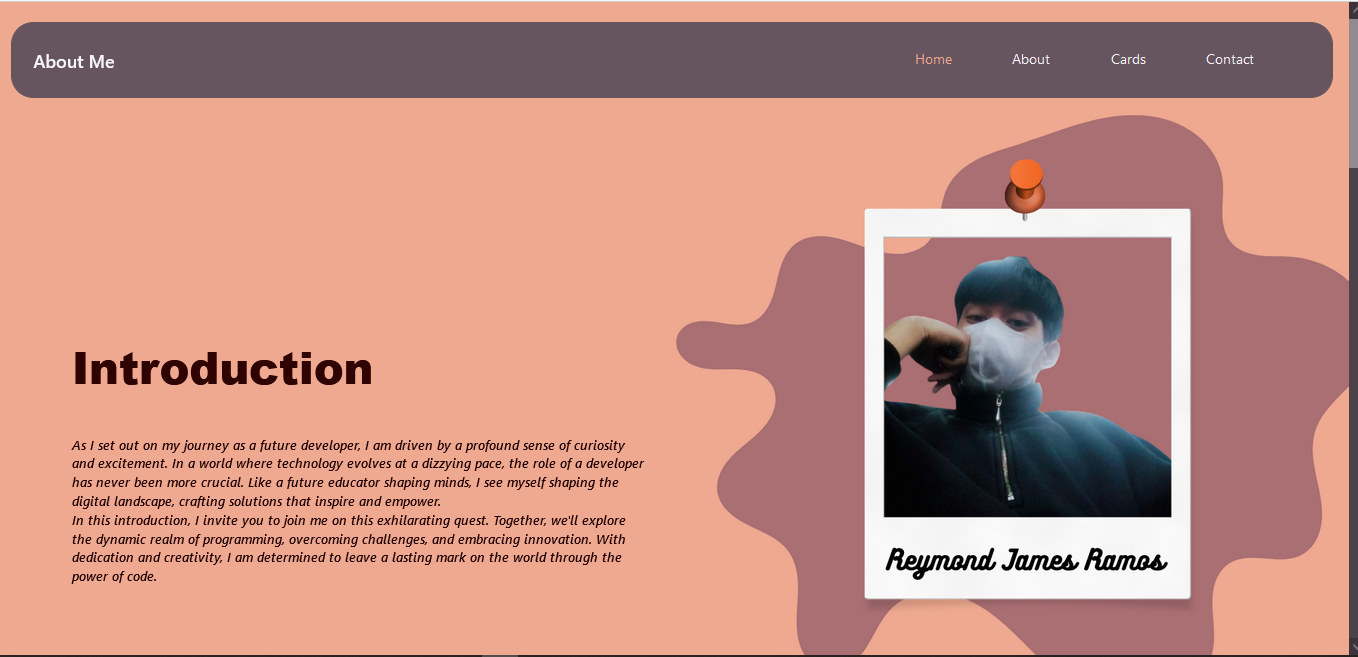 About Me
Home About Cards Contact
Introduction
As I set out on my journey as a future developer, I am driven by a profound sense of curiosity
and excitement. In a world where technology evolves at a dizzying pace, the role of a developer
has never been more crucial. Like a future educator shaping minds, I see myself shaping the
digital landscape, crafting solutions that inspire and empower.
In this introduction, I invite you to join me on this exhilarating quest. Together, we'll explore
the dynamic realm of programming, overcoming challenges, and embracing innovation. With
dedication and creativity, I am determined to leave a lasting mark on the world through the
power of code.
Reymond James Ramos